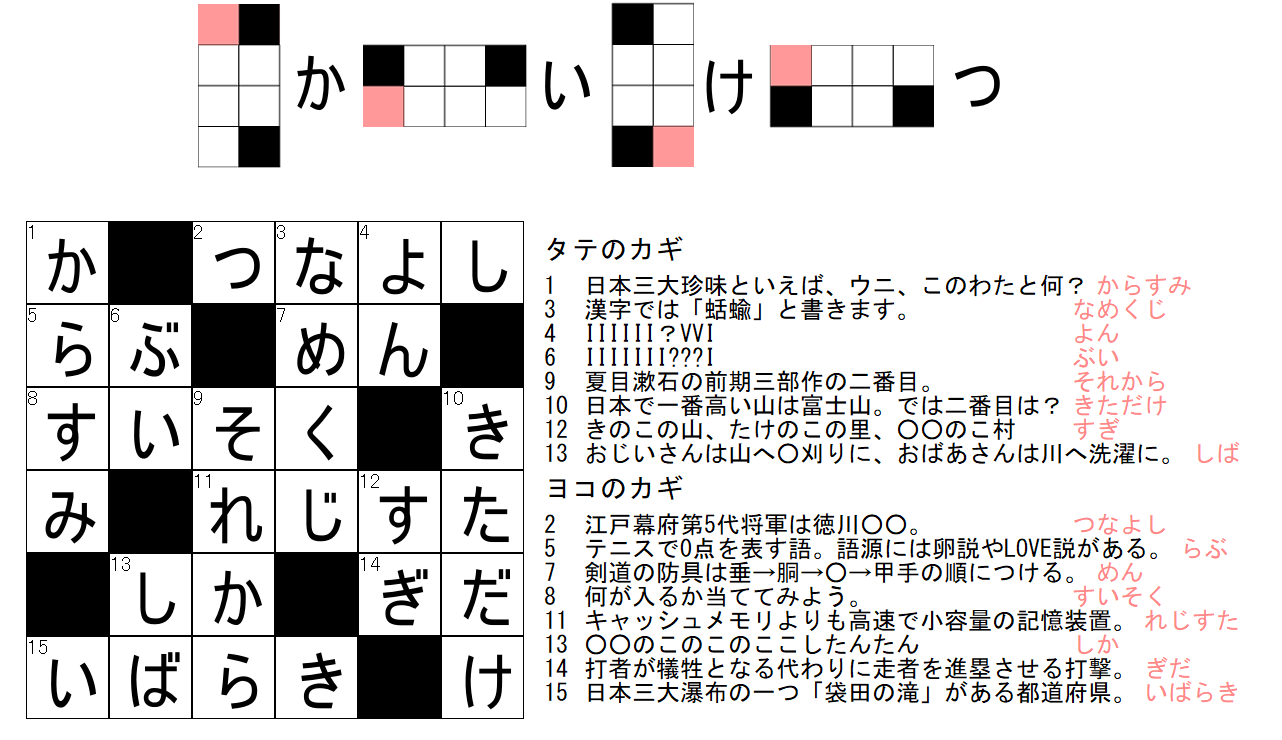 か い け つ
1 か 2 つ 3 な 4 よ し
5 ら 6 ぶ 7 め ん
8 す い 9 そ く 10 き
み 11 れ じ 12 す た
13 し か 14 ぎ だ
15 い ば ら き け
タテのカギ
1 日本三大珍味といえば、ウニ、このわたと何？ からすみ
3 漢字では「蛞蝓」と書きます。 なめくじ
4 IIIIII？VVI よん
6 IIIIIII???I ぶい
9 夏目漱石の前期三部作の二番目。 それから
10 日本で一番高い山は富士山。では二番目は？ きただけ
12 きのこの山、たけのこの里、〇〇のこ村 すぎ
13 おじいさんは山へ〇刈りに、おばあさんは川へ洗濯に。 しば
ヨコのカギ
2 江戸幕府第5代将軍は徳川〇〇。 つなよし
5 テニスで0点を表す語。語源には卵説やLOVE説がある。 らぶ
7 剣道の防具は垂→胴→〇→甲手の順につける。 めん
8 何が入るか当ててみよう。 すいそく
11 キャッシュメモリよりも高速で小容量の記憶装置。 れじすた
13 〇〇のこのこのここしたんたん しか
14 打者が犠牲となる代わりに走者を進塁させる打撃。 ぎだ
15 日本三大瀑布の一つ「袋田の滝」がある都道府県。 いばらき